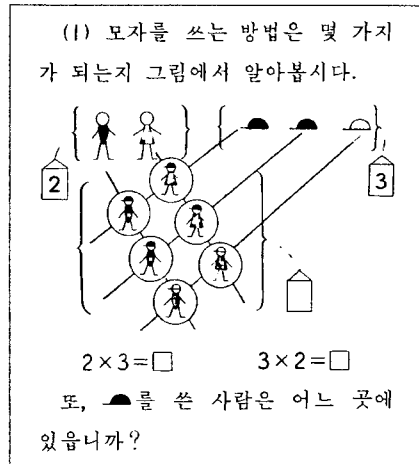 (1) 모자를 쓰는 방법은 몇 가지
가 되는지 그림에서 알아봅시다.
2
3
2×3=□ 3×2=□
또, 를 쓴 사람은 어느 곳에
있읍니까?